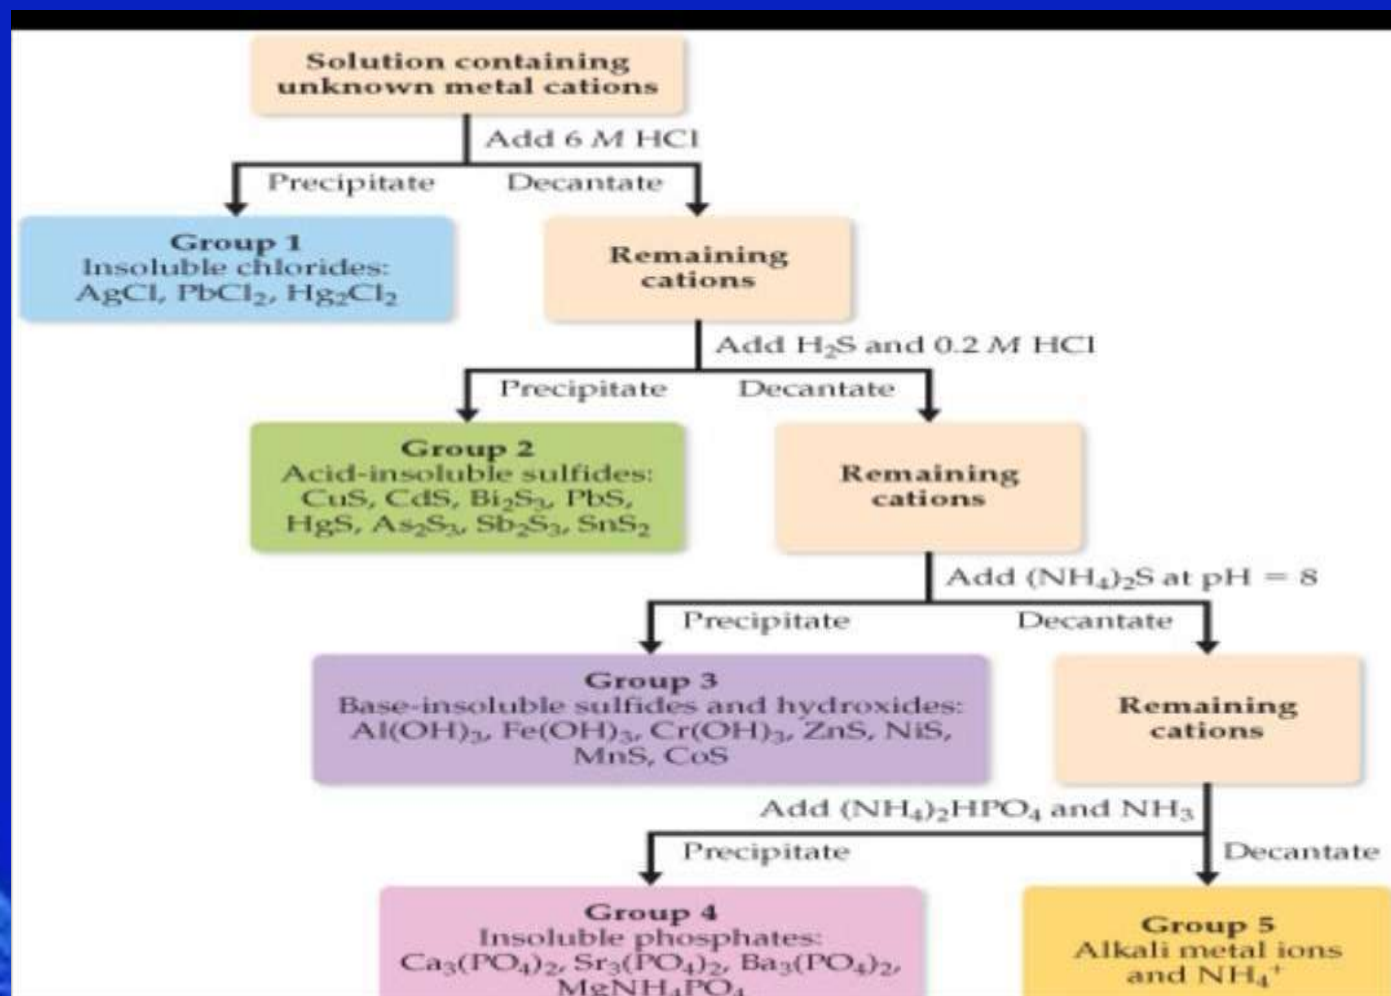 Solution containing
unknown metal cations
Add 6 M HCl
Precipitate
Decantate
Group 1
Insoluble chlorides:
AgCl, PbCl₂, Hg₂Cl₂
Remaining
cations
Add H₂S and 0.2 M HCl
Precipitate
Decantate
Group 2
Acid-insoluble sulfides:
CuS, CdS, Bi₂S₃, PbS,
HgS, As₂S₃, Sb₂S₃, SnS₂
Remaining
cations
Add (NH₄)₂S at pH = 8
Precipitate
Decantate
Group 3
Base-insoluble sulfides and hydroxides:
Al(OH)₃, Fe(OH)₃, Cr(OH)₃, ZnS, NiS,
MnS, CoS
Remaining
cations
Add (NH₄)₂HPO₄ and NH₃
Precipitate
Decantate
Group 4
Insoluble phosphates:
Ca₃(PO₄)₂, Sr₃(PO₄)₂, Ba₃(PO₄)₂,
MgNH₄PO₄
Group 5
Alkali metal ions
and NH₄⁺